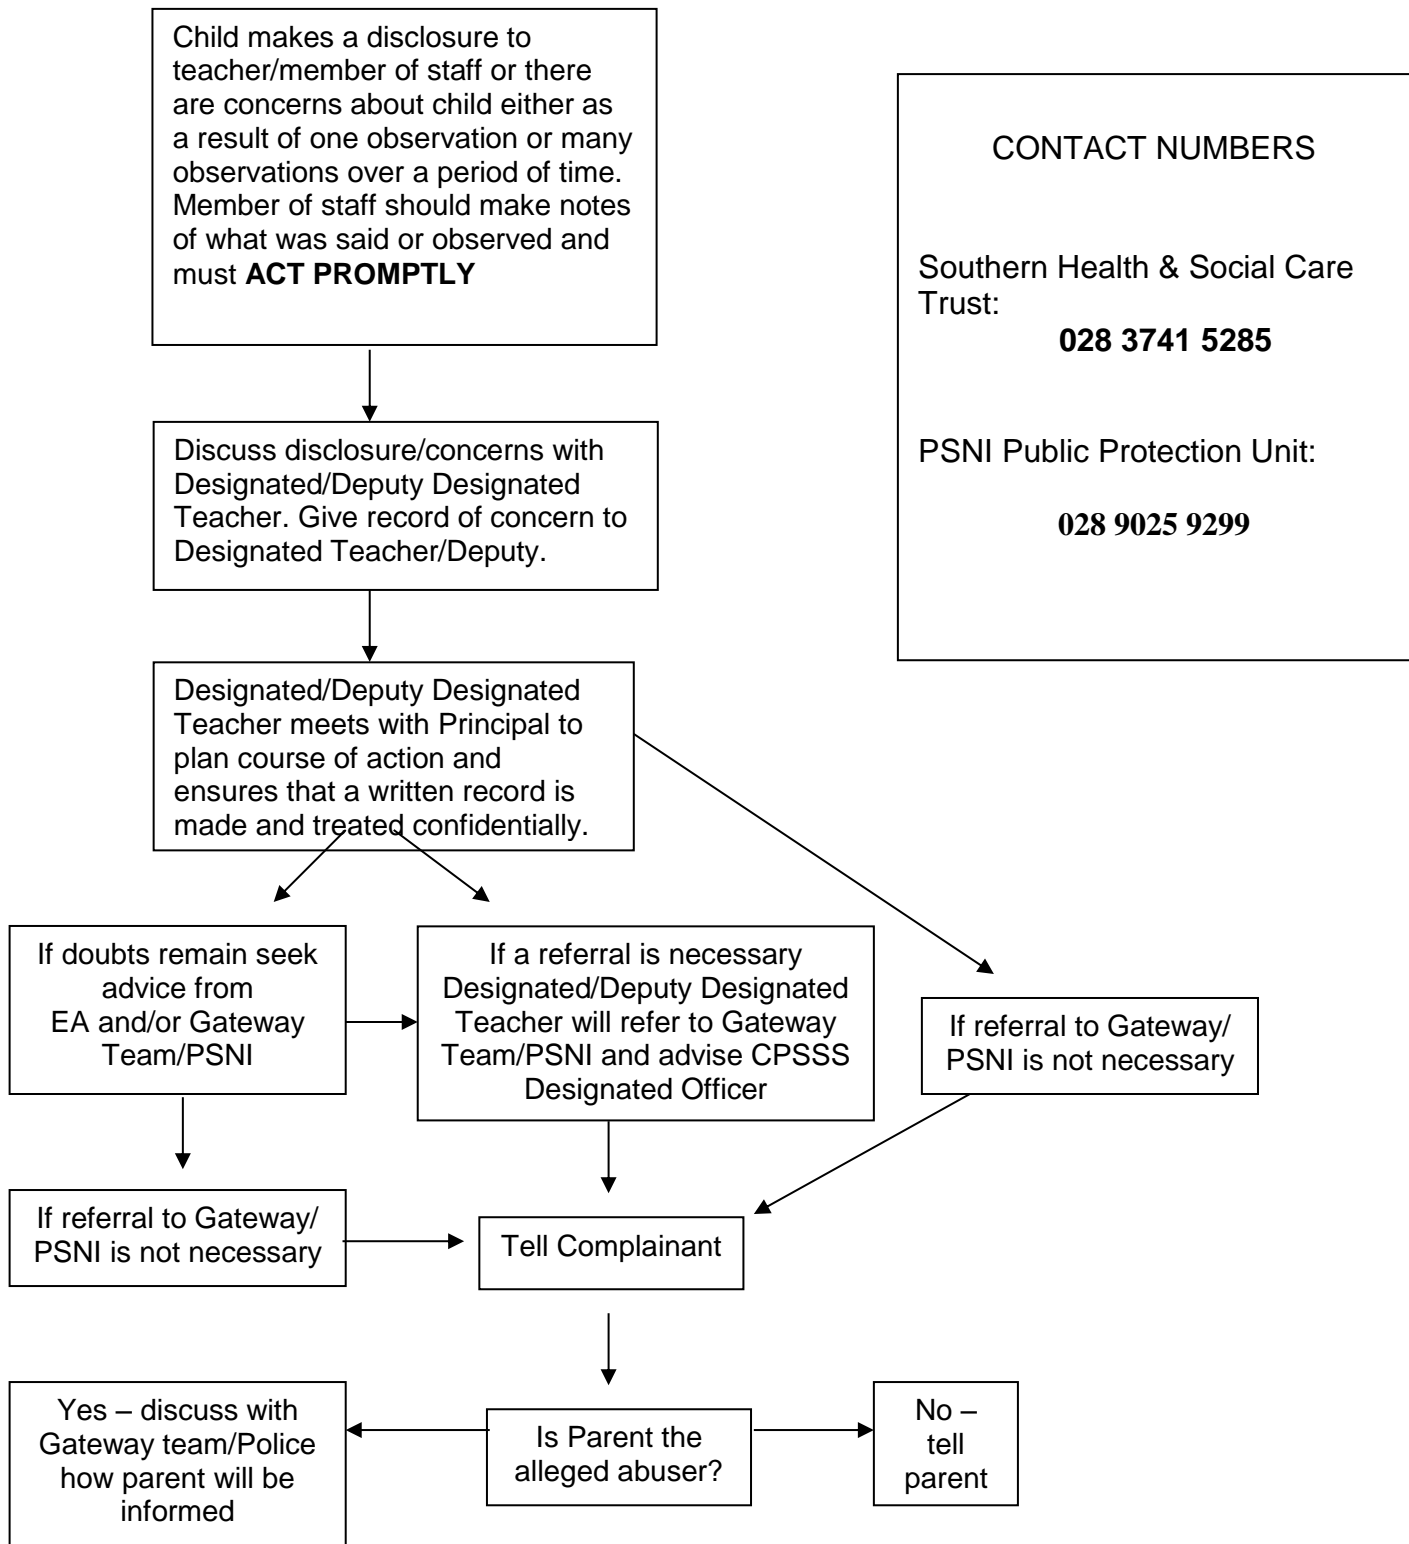 Child makes a disclosure to
teacher/member of staff or there
are concerns about child either as
a result of one observation or many
observations over a period of time.
Member of staff should make notes
of what was said or observed and
must ACT PROMPTLY
CONTACT NUMBERS
Southern Health & Social Care
Trust:
028 3741 5285
PSNI Public Protection Unit:
028 9025 9299
Discuss disclosure/concerns with
Designated/Deputy Designated
Teacher. Give record of concern to
Designated Teacher/Deputy.
Designated/Deputy Designated
Teacher meets with Principal to
plan course of action and
ensures that a written record is
made and treated confidentially.
If doubts remain seek
advice from
EA and/or Gateway
Team/PSNI
If a referral is necessary
Designated/Deputy Designated
Teacher will refer to Gateway
Team/PSNI and advise CPSSS
Designated Officer
If referral to Gateway/
PSNI is not necessary
If referral to Gateway/
PSNI is not necessary
Tell Complainant
Yes – discuss with
Gateway team/Police
how parent will be
informed
Is Parent the
alleged abuser?
No –
tell
parent